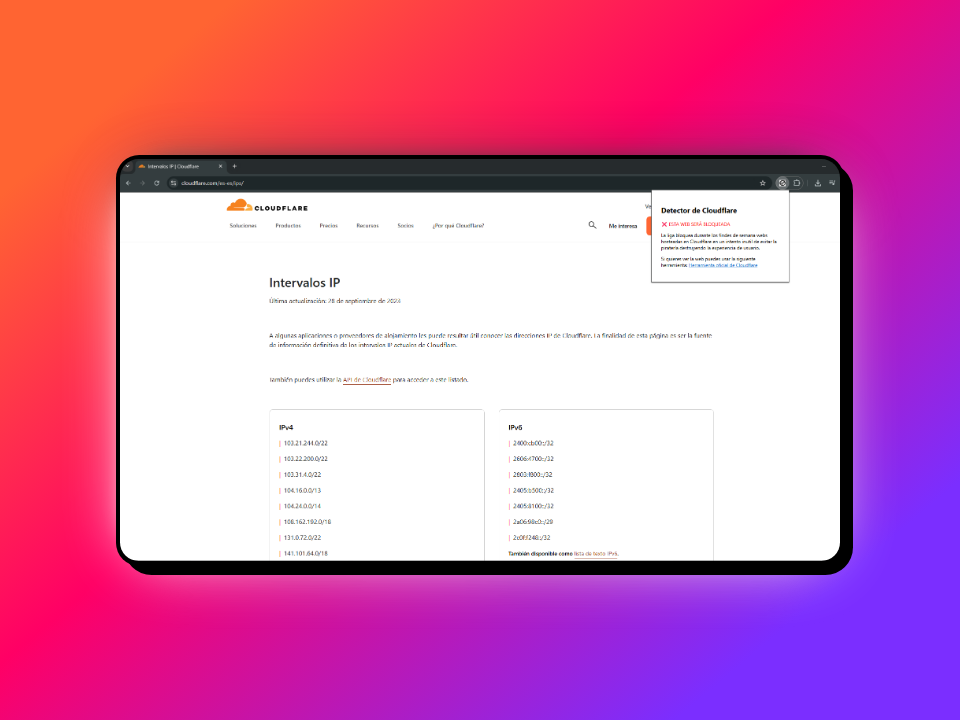 Intervalos IP | Cloudflare
cloudflare.com/es-es/ips/
CLOUDFLARE
Soluciones Productos Precios Recursos Socios ¿Por qué Cloudflare?
Me interesa
Detector de Cloudflare
❌ ESTA WEB SERÁ BLOQUEADA
La liga bloquea durante los findes de semana webs
hosteadas en Cloudflare en un intento inútil de evitar la
piratería destruyendo la experiencia de usuario.
Si quieres ver la web puedes usar la siguiente
herramienta: Herramienta oficial de Cloudflare
Intervalos IP
Última actualización: 28 de septiembre de 2023
A algunas aplicaciones o proveedores de alojamiento les puede resultar útil conocer las direcciones IP de Cloudflare. La finalidad de esta página es ser la fuente
de información definitiva de los intervalos IP actuales de Cloudflare.
También puedes utilizar la API de Cloudflare para acceder a este listado.
IPv4
103.21.244.0/22
103.22.200.0/22
103.31.4.0/22
104.16.0.0/13
104.24.0.0/14
108.162.192.0/18
131.0.72.0/22
141.101.64.0/18
IPv6
2400:cb00::/32
2606:4700::/32
2803:f800::/32
2405:b500::/32
2405:8100::/32
2a06:98c0::/29
2c0f:f248::/32
También disponible como lista de texto IPv6.